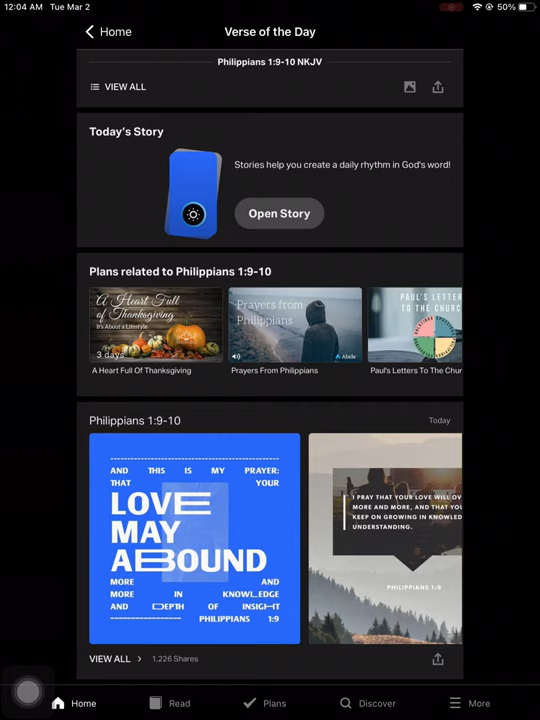 12:04 AM Tue Mar 2
50%
Home
Verse of the Day
Philippians 1:9-10 NKJV
VIEW ALL
Today's Story
Stories help you create a daily rhythm in God's word!
Open Story
Plans related to Philippians 1:9-10
A Heart Full
of Thanksgiving
It's About a Lifestyle
3 days
Prayers from
Philippians
Abide
PAUL'S LETTER
TO THE CHURC
A Heart Full Of Thanksgiving
Prayers From Philippians
Paul's Letters To The Chur
Philippians 1:9-10
Today
AND THIS IS MY PRAYER:
THAT YOUR
LOVE
MAY
ABOUND
MORE AND
MORE IN KNOWLEDGE
AND DEPTH OF INSIGHT
PHILIPPIANS 1:9
I PRAY THAT YOUR LOVE WILL OV
MORE AND MORE, AND THAT YOU
KEEP ON GROWING IN KNOWLED
UNDERSTANDING.
PHILIPPIANS 1:9
VIEW ALL
1,226 Shares
Home
Read
Plans
Discover
More